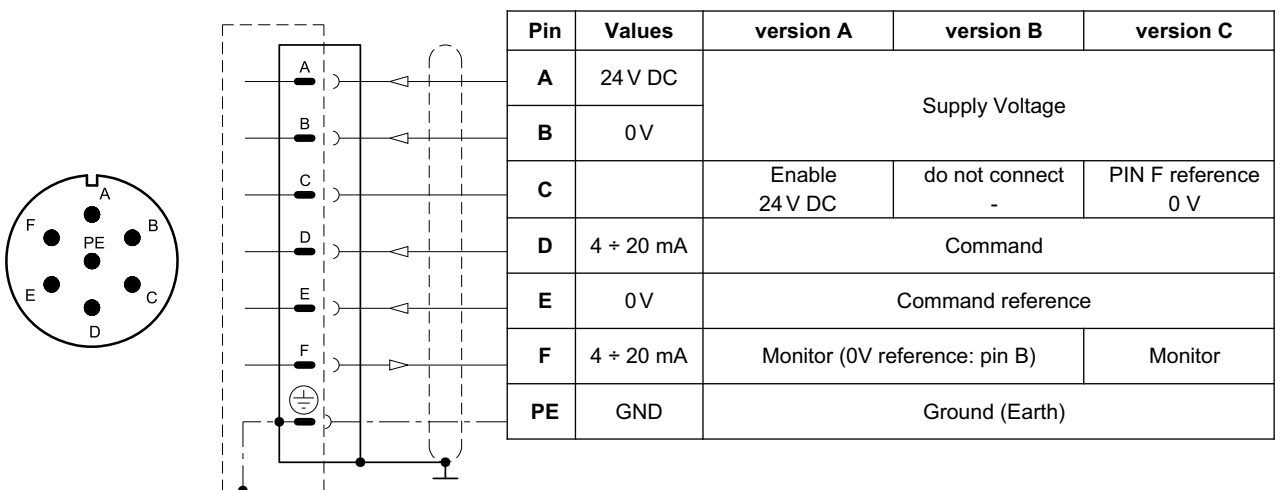 A
F
B
PE
E
C
D
A
B
C
D
E
F
Pin Values version A version B version C
A 24 V DC Supply Voltage
B 0 V
C Enable do not connect PIN F reference
24 V DC - 0 V
D 4 ÷ 20 mA Command
E 0 V Command reference
F 4 ÷ 20 mA Monitor (0V reference: pin B) Monitor
PE GND Ground (Earth)